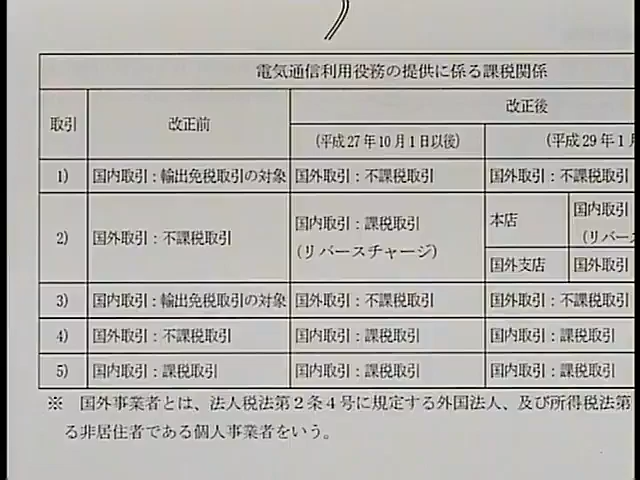 電気通信利用役務の提供に係る課税関係
取引 改正前 改正後
(平成27年10月1日以後) (平成29年1月
1) 国内取引：輸出免税取引の対象 国外取引：不課税取引 国外取引：不課税取引
2) 国外取引：不課税取引 国内取引：課税取引 (リバースチャージ) 本店 国内取引 (リバース
国外支店 国外取引
3) 国内取引：輸出免税取引の対象 国外取引：不課税取引 国外取引：不課税取引
4) 国外取引：不課税取引 国内取引：課税取引 国内取引：課税取引
5) 国内取引：課税取引 国内取引：課税取引 国内取引：課税取引
※ 国外事業者とは、法人税法第2条4号に規定する外国法人、及び所得税法第
る非居住者である個人事業者をいう。